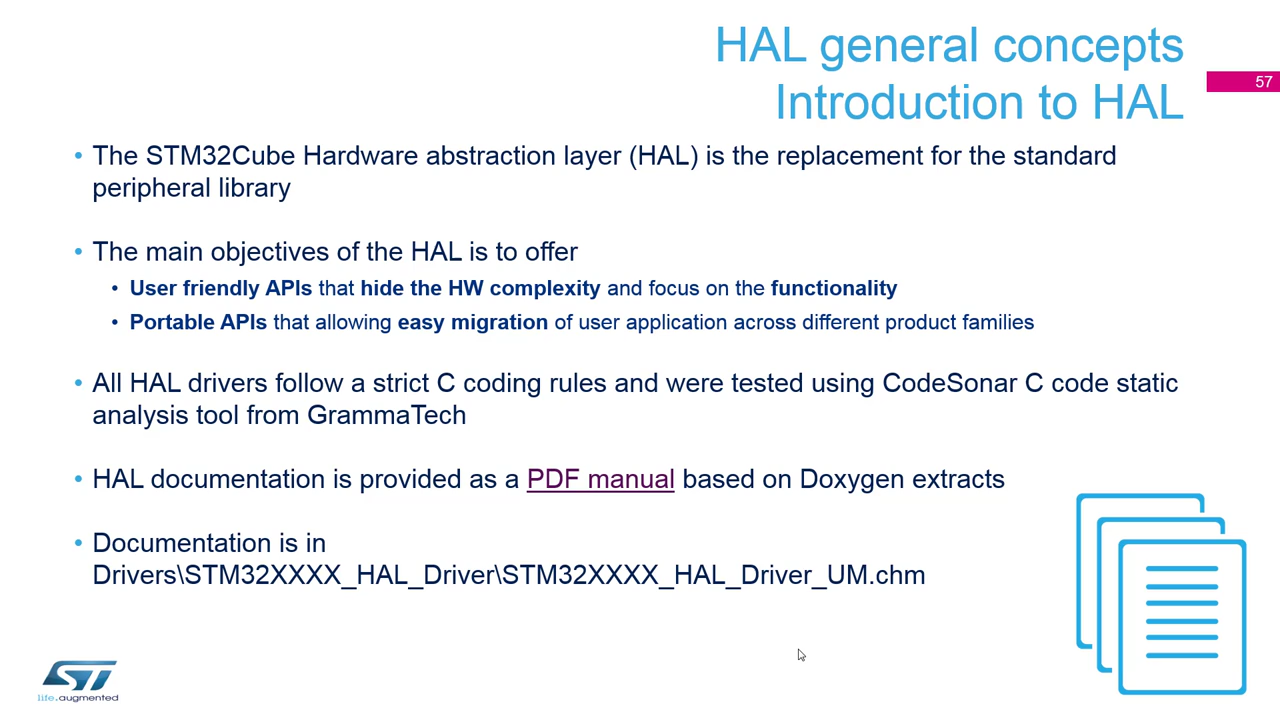 HAL general concepts
Introduction to HAL
57
• The STM32Cube Hardware abstraction layer (HAL) is the replacement for the standard
peripheral library
• The main objectives of the HAL is to offer
• User friendly APIs that hide the HW complexity and focus on the functionality
• Portable APIs that allowing easy migration of user application across different product families
• All HAL drivers follow a strict C coding rules and were tested using CodeSonar C code static
analysis tool from GrammaTech
• HAL documentation is provided as a PDF manual based on Doxygen extracts
• Documentation is in
Drivers\STM32XXXX_HAL_Driver\STM32XXXX_HAL_Driver_UM.chm
ST
life.augmented